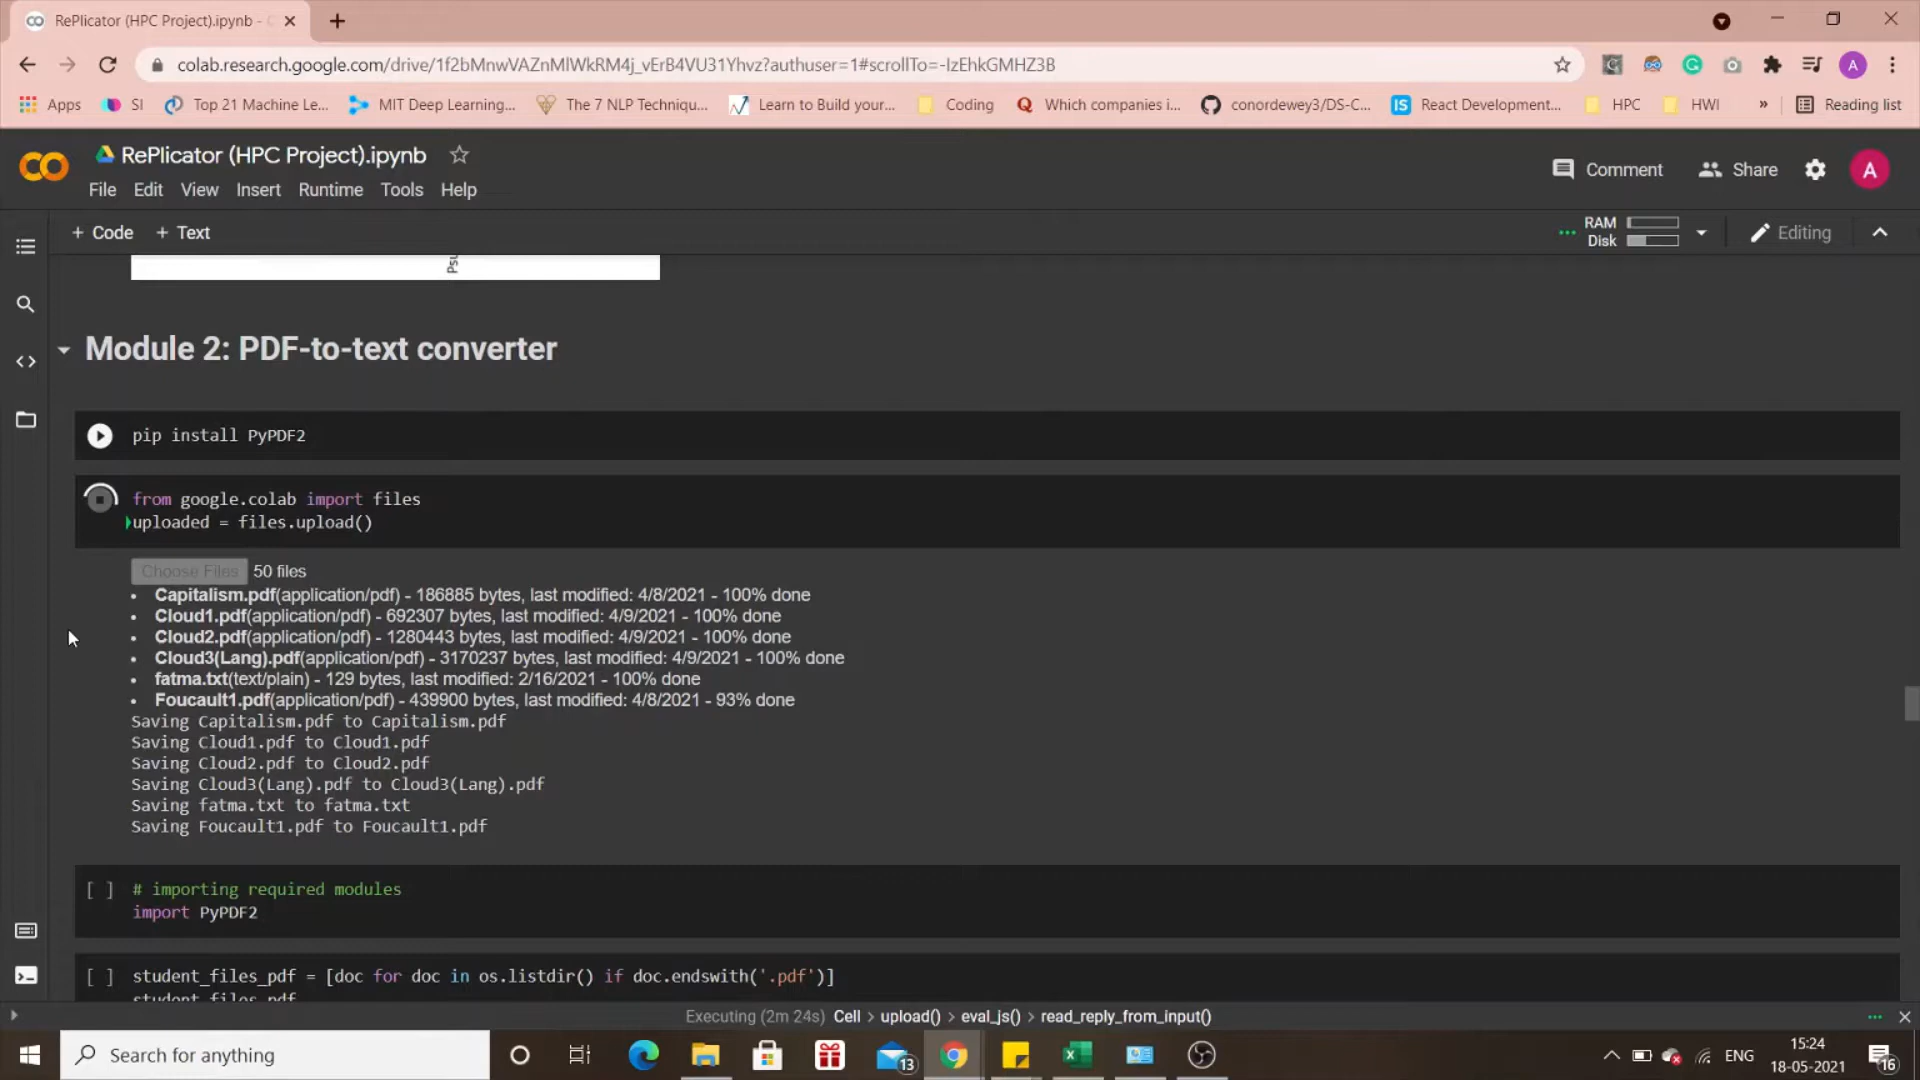 RePlicator (HPC Project).ipynb -
colab.research.google.com/drive/1f2bMnwVAZnMlWkRM4j_vErB4VU31Yhvz?authuser=1#scrollTo=-IzEhkGMHZ3B
A
Apps SI Top 21 Machine Le... MIT Deep Learning... The 7 NLP Techniqu... Learn to Build your... Coding Which companies i... conordewey3/DS-C... React Development... HPC HWI » Reading list
RePlicator (HPC Project).ipynb
Comment Share A
File Edit View Insert Runtime Tools Help
+ Code + Text
RAM
Disk
Editing
Psu
Module 2: PDF-to-text converter
pip install PyPDF2
from google.colab import files
uploaded = files.upload()
Choose Files 50 files
• Capitalism.pdf(application/pdf) - 186885 bytes, last modified: 4/8/2021 - 100% done
• Cloud1.pdf(application/pdf) - 692307 bytes, last modified: 4/9/2021 - 100% done
• Cloud2.pdf(application/pdf) - 1280443 bytes, last modified: 4/9/2021 - 100% done
• Cloud3(Lang).pdf(application/pdf) - 3170237 bytes, last modified: 4/9/2021 - 100% done
• fatma.txt(text/plain) - 129 bytes, last modified: 2/16/2021 - 100% done
• Foucault1.pdf(application/pdf) - 439900 bytes, last modified: 4/8/2021 - 93% done
Saving Capitalism.pdf to Capitalism.pdf
Saving Cloud1.pdf to Cloud1.pdf
Saving Cloud2.pdf to Cloud2.pdf
Saving Cloud3(Lang).pdf to Cloud3(Lang).pdf
Saving fatma.txt to fatma.txt
Saving Foucault1.pdf to Foucault1.pdf
[ ] # importing required modules
import PyPDF2
[ ] student_files_pdf = [doc for doc in os.listdir() if doc.endswith('.pdf')]
student_files_pdf
Executing (2m 24s) Cell > upload() > eval_js() > read_reply_from_input()
Search for anything
13
ENG
15:24
18-05-2021
16